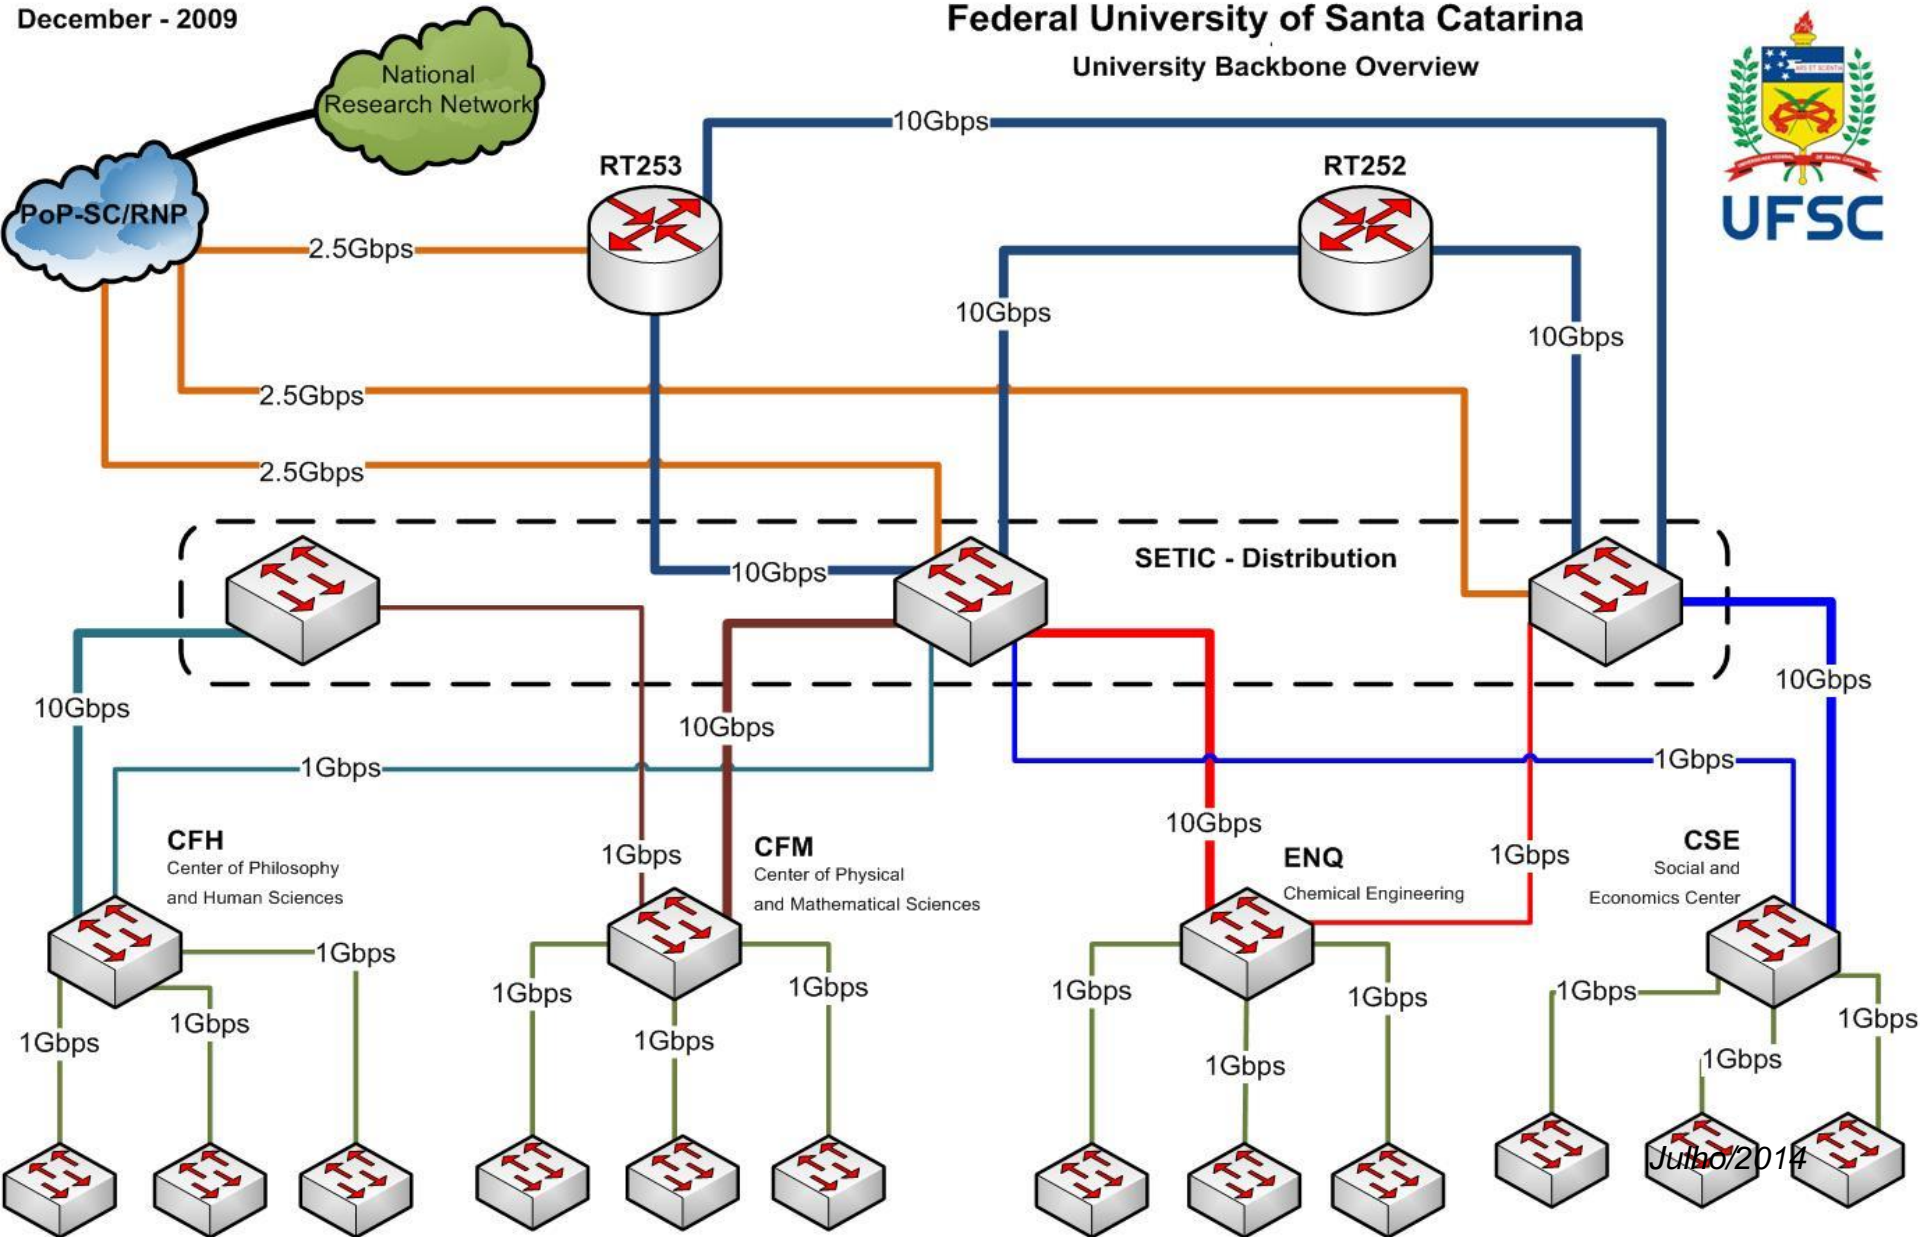 December - 2009
Federal University of Santa Catarina
University Backbone Overview
National
Research Network
UFSC
PoP-SC/RNP
RT253
RT252
10Gbps
2.5Gbps
10Gbps
10Gbps
2.5Gbps
2.5Gbps
SETIC - Distribution
10Gbps
10Gbps
10Gbps
10Gbps
1Gbps
1Gbps
10Gbps
CFH
Center of Philosophy
and Human Sciences
1Gbps
CFM
Center of Physical
and Mathematical Sciences
ENQ
Chemical Engineering
1Gbps
CSE
Social and
Economics Center
1Gbps
1Gbps
1Gbps
1Gbps
1Gbps
1Gbps
1Gbps
1Gbps
1Gbps
1Gbps
1Gbps
1Gbps
Julho/2014